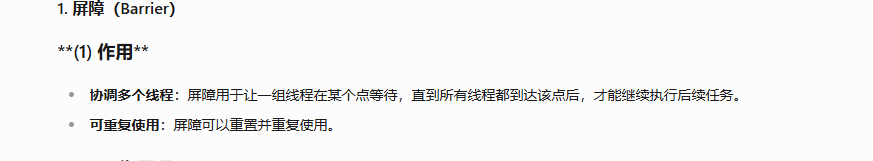 1. 屏障（Barrier）
**(1) 作用**
协调多个线程：屏障用于让一组线程在某个点等待，直到所有线程都到达该点后，才能继续执行后续任务。
可重复使用：屏障可以重置并重复使用。